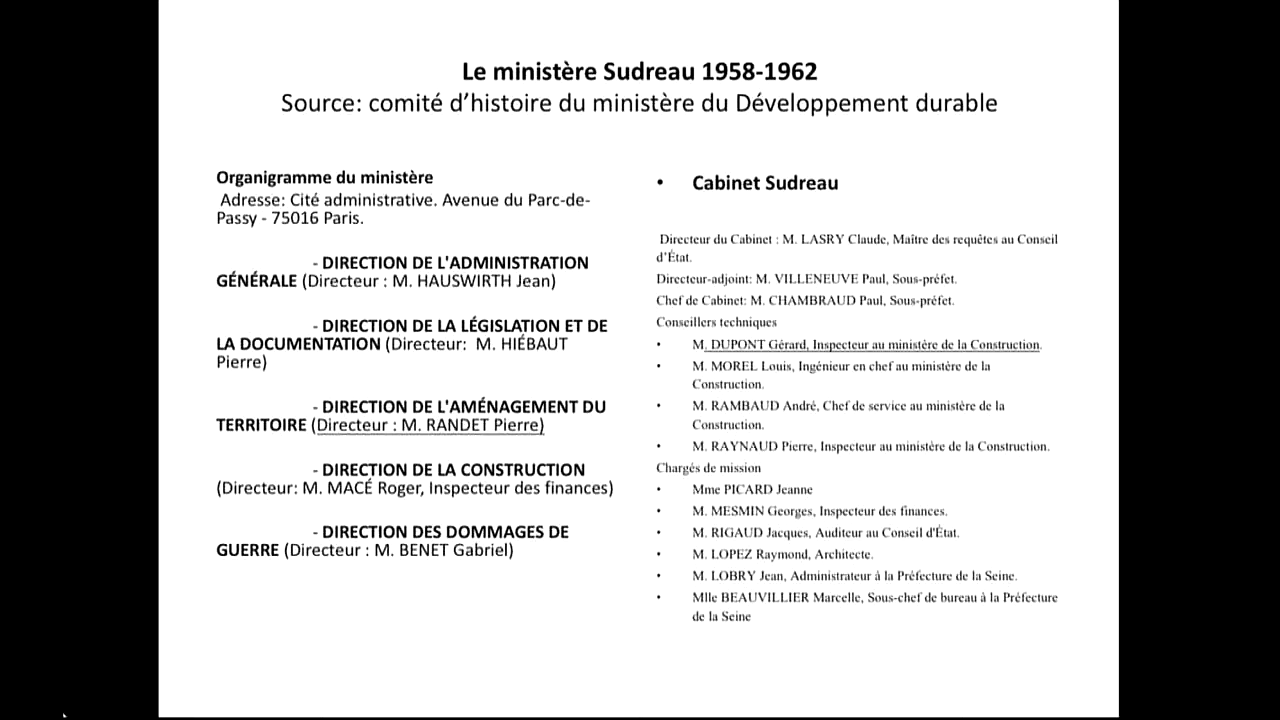 Le ministère Sudreau 1958-1962
Source: comité d’histoire du ministère du Développement durable
Organigramme du ministère
Adresse: Cité administrative. Avenue du Parc-de-
Passy - 75016 Paris.
- DIRECTION DE L'ADMINISTRATION
GÉNÉRALE (Directeur : M. HAUSWIRTH Jean)
- DIRECTION DE LA LÉGISLATION ET DE
LA DOCUMENTATION (Directeur: M. HIÉBAUT
Pierre)
- DIRECTION DE L'AMÉNAGEMENT DU
TERRITOIRE (Directeur : M. RANDET Pierre)
- DIRECTION DE LA CONSTRUCTION
(Directeur: M. MACÉ Roger, Inspecteur des finances)
- DIRECTION DES DOMMAGES DE
GUERRE (Directeur : M. BENET Gabriel)
• Cabinet Sudreau
Directeur du Cabinet : M. LASRY Claude, Maître des requêtes au Conseil
d’État.
Directeur-adjoint: M. VILLENEUVE Paul, Sous-préfet.
Chef de Cabinet: M. CHAMBRAUD Paul, Sous-préfet.
Conseillers techniques
• M. DUPONT Gérard, Inspecteur au ministère de la Construction.
• M. MOREL Louis, Ingénieur en chef au ministère de la
Construction.
• M. RAMBAUD André, Chef de service au ministère de la
Construction.
• M. RAYNAUD Pierre, Inspecteur au ministère de la Construction.
Chargés de mission
• Mme PICARD Jeanne
• M. MESMIN Georges, Inspecteur des finances.
• M. RIGAUD Jacques, Auditeur au Conseil d'État.
• M. LOPEZ Raymond, Architecte.
• M. LOBRY Jean, Administrateur à la Préfecture de la Seine.
• Mlle BEAUVILLIER Marcelle, Sous-chef de bureau à la Préfecture
de la Seine